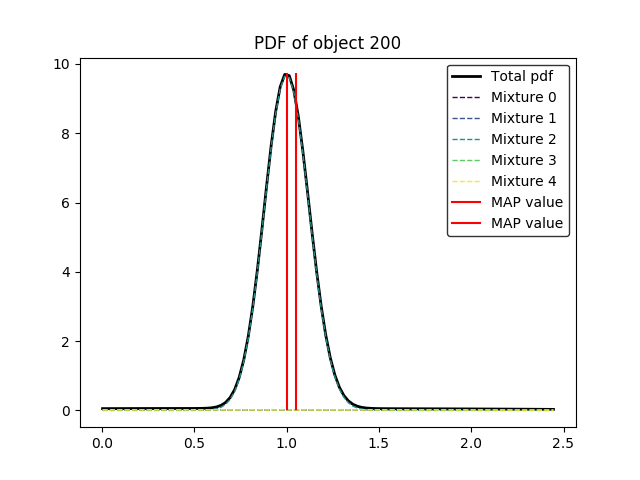 PDF of object 200
10
8
6
4
2
0
0.0 0.5 1.0 1.5 2.0 2.5
Total pdf
Mixture 0
Mixture 1
Mixture 2
Mixture 3
Mixture 4
MAP value
MAP value